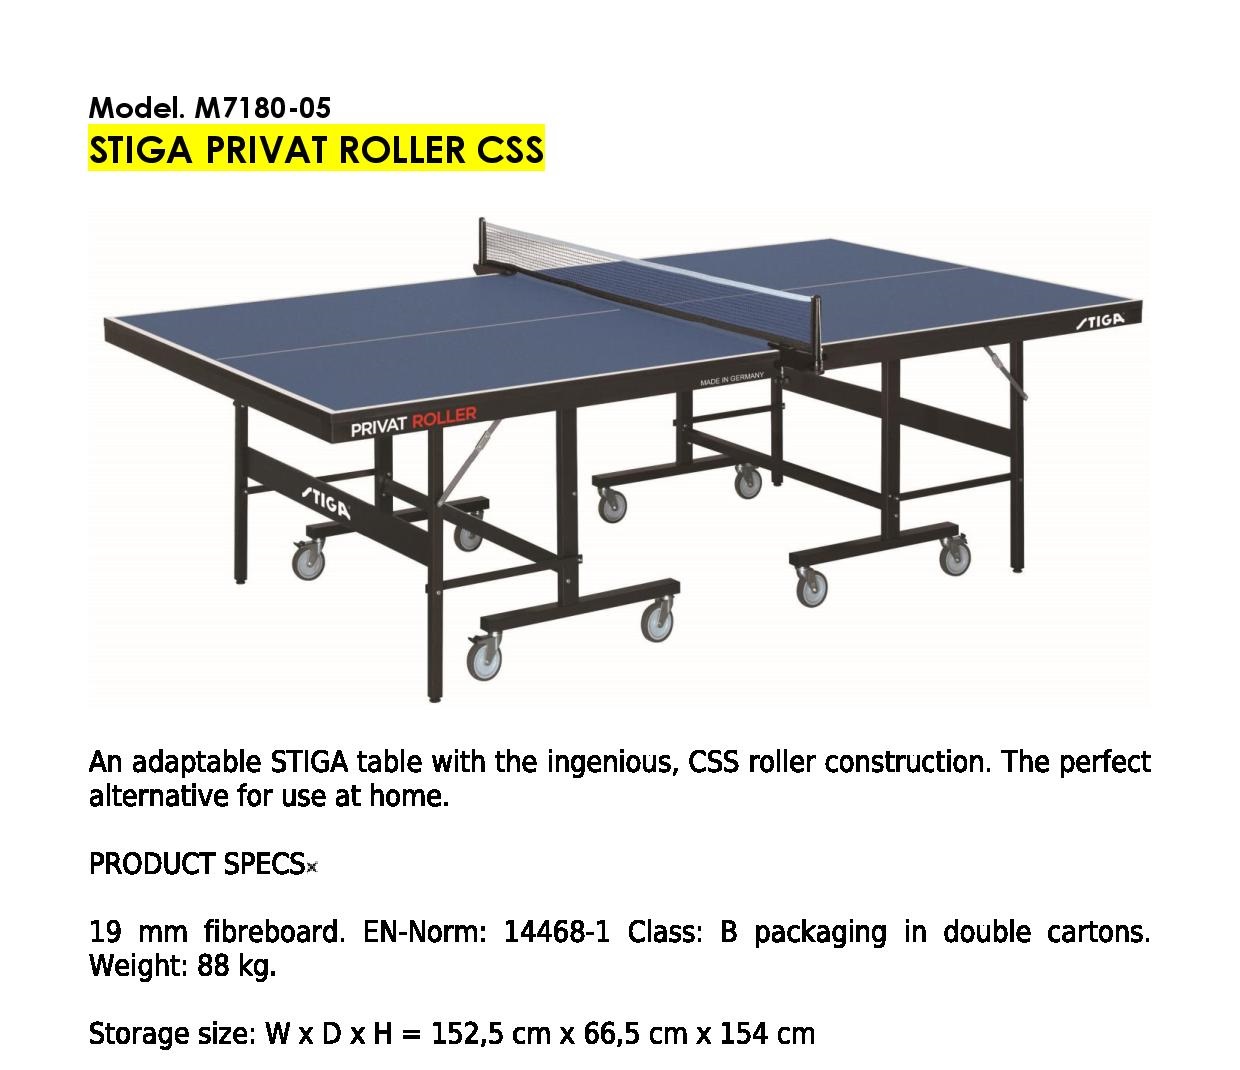 Model. M7180-05
STIGA PRIVAT ROLLER CSS
STIGA
MADE IN GERMANY
PRIVAT ROLLER
STIGA
An adaptable STIGA table with the ingenious, CSS roller construction. The perfect
alternative for use at home.
PRODUCT SPECS
19 mm fibreboard. EN-Norm: 14468-1 Class: B packaging in double cartons.
Weight: 88 kg.
Storage size: W x D x H = 152,5 cm x 66,5 cm x 154 cm